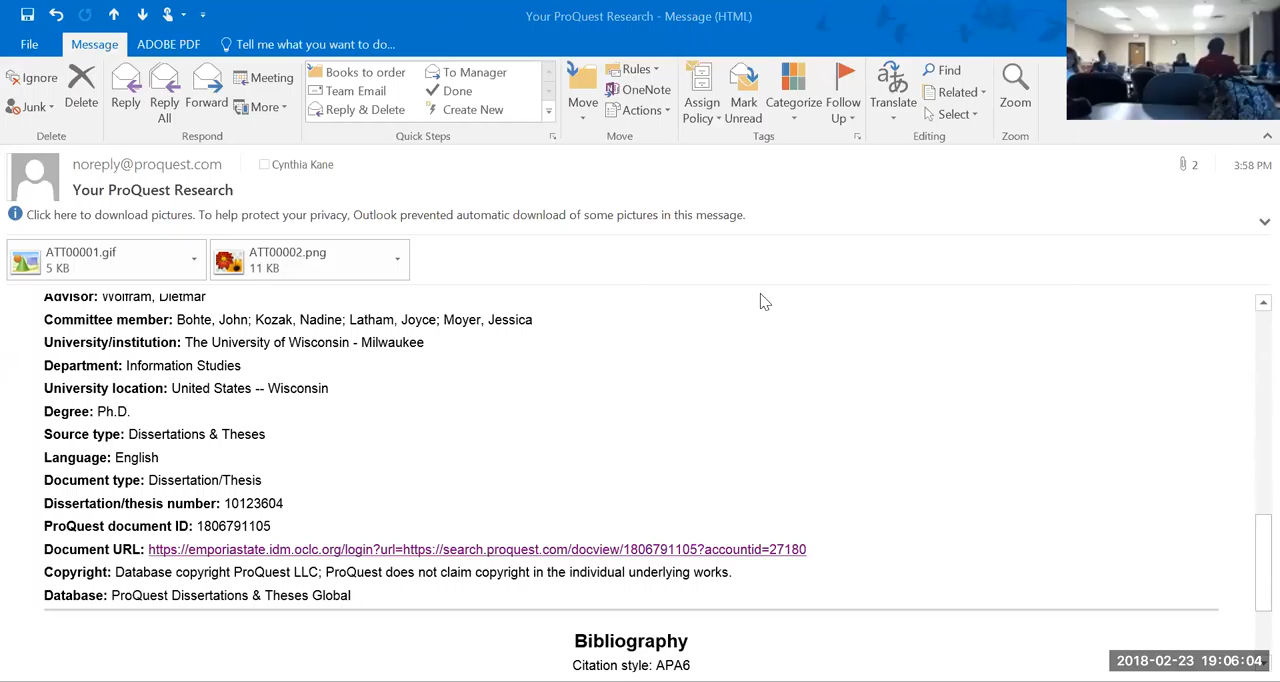 Your ProQuest Research - Message (HTML)
File Message ADOBE PDF Tell me what you want to do...
Ignore
Junk
Delete
Delete
Reply
Reply All
Forward
Meeting
More
Respond
Books to order
Team Email
Reply & Delete
To Manager
Done
Create New
Quick Steps
Move
Rules
OneNote
Actions
Move
Assign Policy
Mark Unread
Categorize
Follow Up
Tags
Translate
Find
Related
Select
Editing
Zoom
Zoom
noreply@proquest.com Cynthia Kane 2 3:58 PM
Your ProQuest Research
Click here to download pictures. To help protect your privacy, Outlook prevented automatic download of some pictures in this message.
ATT00001.gif
5 KB
ATT00002.png
11 KB
Advisor: Wolfram, Dietmar
Committee member: Bohte, John; Kozak, Nadine; Latham, Joyce; Moyer, Jessica
University/institution: The University of Wisconsin - Milwaukee
Department: Information Studies
University location: United States -- Wisconsin
Degree: Ph.D.
Source type: Dissertations & Theses
Language: English
Document type: Dissertation/Thesis
Dissertation/thesis number: 10123604
ProQuest document ID: 1806791105
Document URL: https://emporiastate.idm.oclc.org/login?url=https://search.proquest.com/docview/1806791105?accountid=27180
Copyright: Database copyright ProQuest LLC; ProQuest does not claim copyright in the individual underlying works.
Database: ProQuest Dissertations & Theses Global
Bibliography
Citation style: APA6
2018-02-23 19:06:04